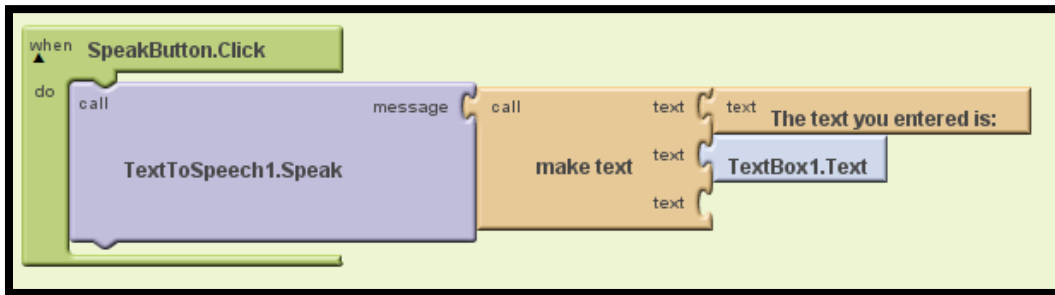 when SpeakButton.Click
do
call message call text text The text you entered is:
TextToSpeech1.Speak make text text TextBox1.Text
text